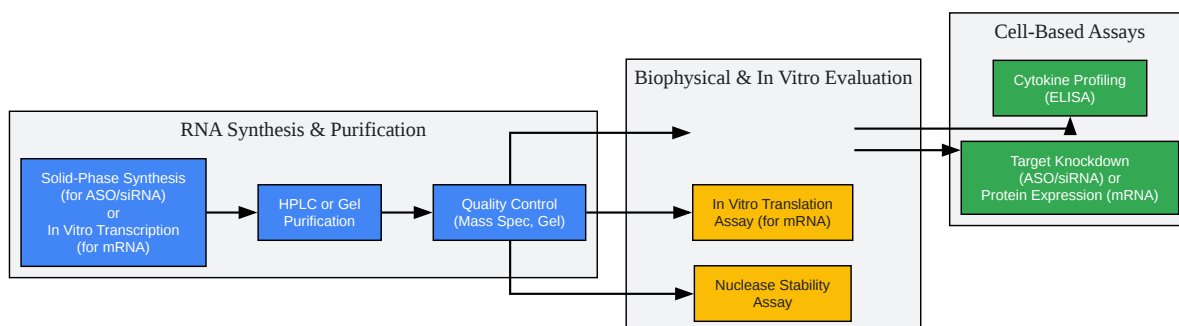 RNA Synthesis & Purification
Solid-Phase Synthesis
(for ASO/siRNA)
or
In Vitro Transcription
(for mRNA)
HPLC or Gel
Purification
Quality Control
(Mass Spec, Gel)
Biophysical & In Vitro Evaluation
In Vitro Translation
Assay (for mRNA)
Nuclease Stability
Assay
Cell-Based Assays
Cytokine Profiling
(ELISA)
Target Knockdown
(ASO/siRNA) or
Protein Expression (mRNA)